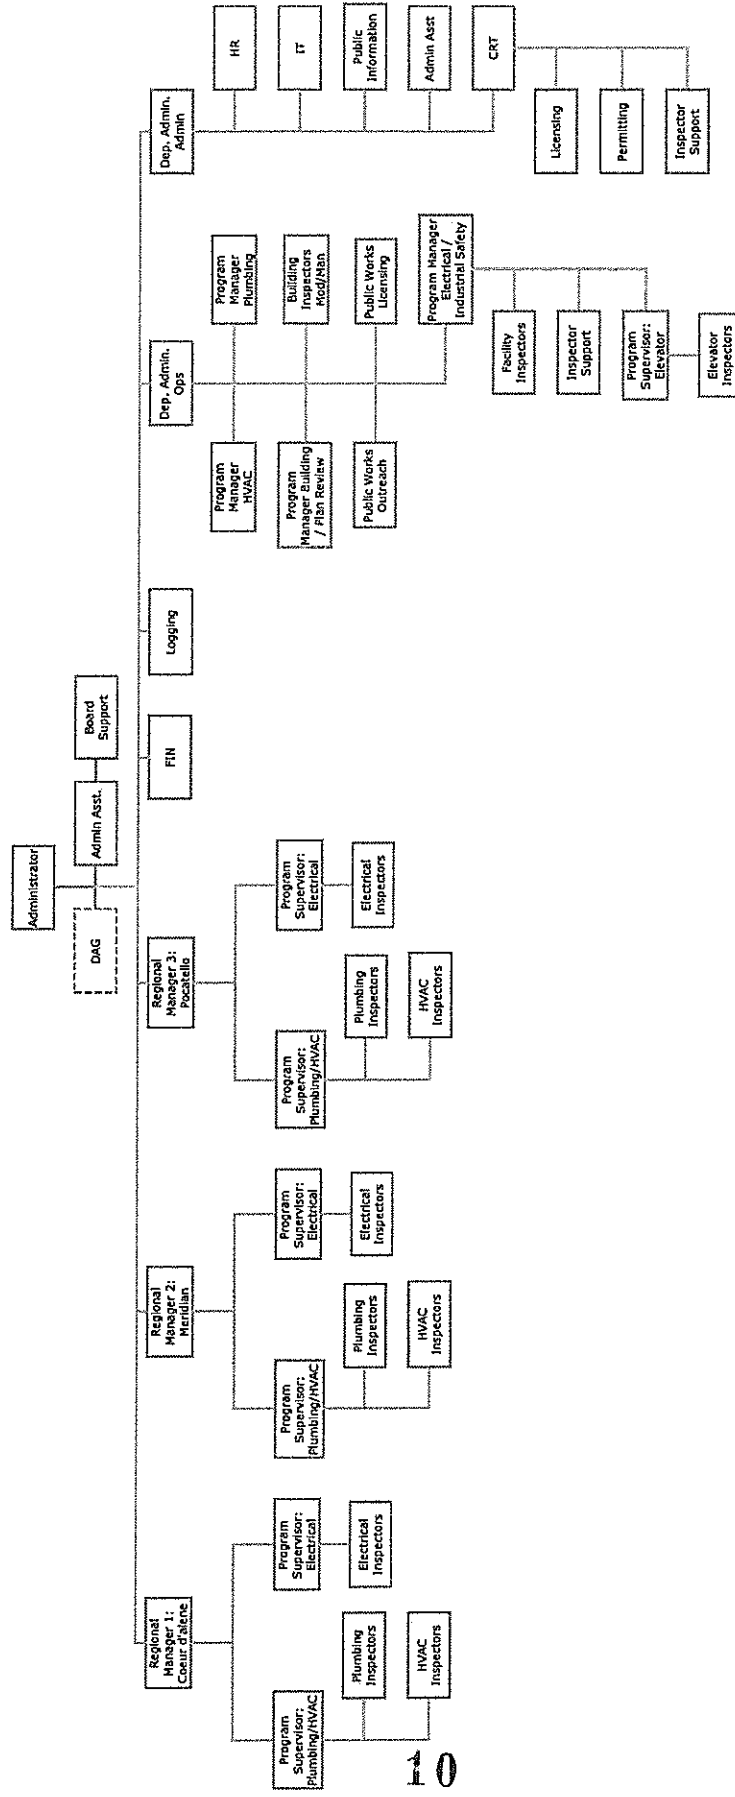 Administrator
DAG
Admin Asst.
Board
Support
Regional
Manager 1:
Coeur d'alene
Regional
Manager 2:
Meridian
Regional
Manager 3:
Pocatello
FIN
Logging
Dep. Admin.
Ops
Dep. Admin.
Admin
Program
Supervisor:
Plumbing/HVAC
Plumbing
Inspectors
HVAC
Inspectors
Program
Supervisor:
Electrical
Electrical
Inspectors
Program
Supervisor:
Plumbing/HVAC
Plumbing
Inspectors
HVAC
Inspectors
Program
Supervisor:
Electrical
Electrical
Inspectors
Program
Supervisor:
Plumbing/HVAC
Plumbing
Inspectors
HVAC
Inspectors
Program
Supervisor:
Electrical
Electrical
Inspectors
Program
Manager
HVAC
Program
Manager
Plumbing
Program
Manager Building
/ Plan Review
Building
Inspectors
Mod/Man
Public Works
Outreach
Public Works
Licensing
Program Manager
Electrical /
Industrial Safety
Facility
Inspectors
Inspector
Support
Program
Supervisor:
Elevator
Elevator
Inspectors
HR
IT
Public
Information
Admin Asst
CRT
Licensing
Permitting
Inspector
Support
10